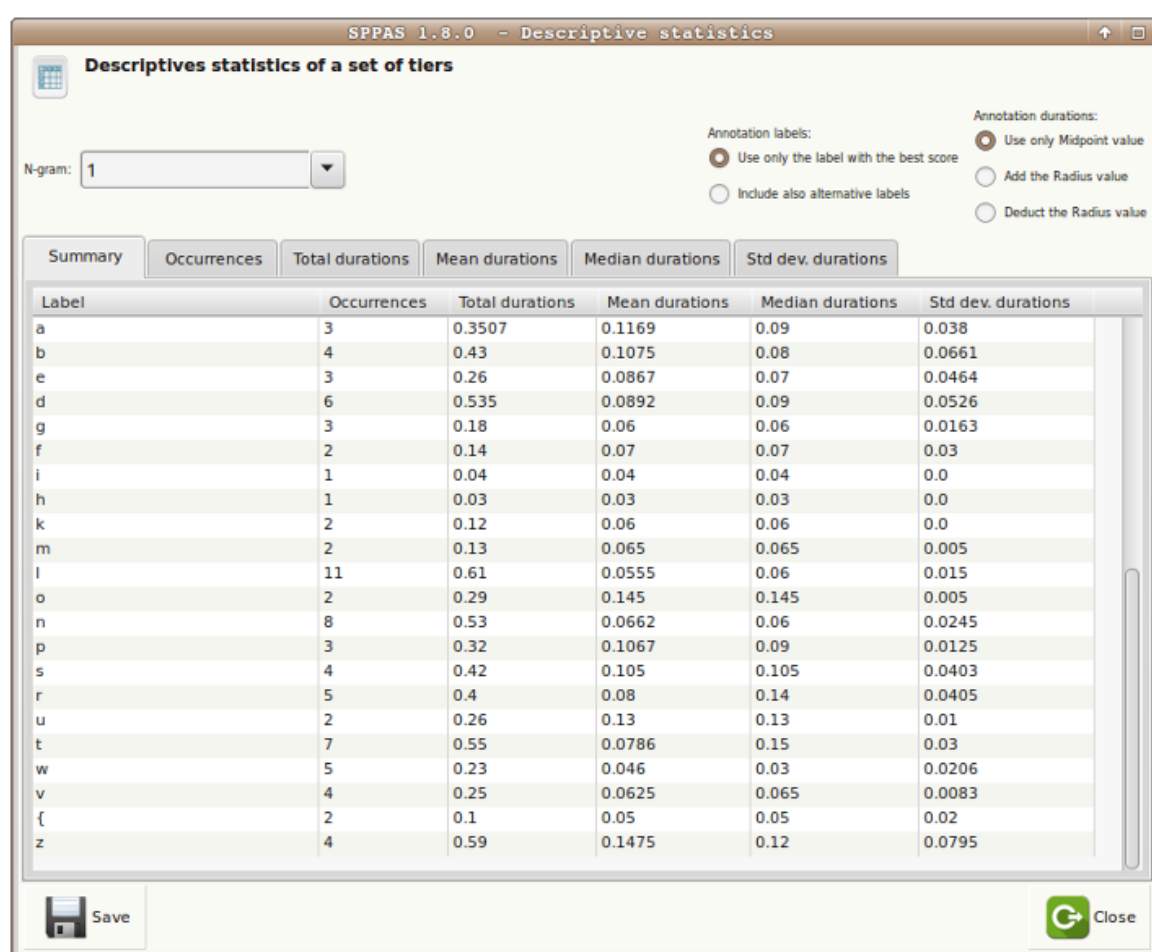 SPPAS 1.8.0 - Descriptive statistics
Descriptives statistics of a set of tiers
N-gram: 1
Annotation labels:
Use only the label with the best score
Include also alternative labels
Annotation durations:
Use only Midpoint value
Add the Radius value
Deduct the Radius value
Summary Occurrences Total durations Mean durations Median durations Std dev. durations
Label Occurrences Total durations Mean durations Median durations Std dev. durations
a 3 0.3507 0.1169 0.09 0.038
b 4 0.43 0.1075 0.08 0.0661
e 3 0.26 0.0867 0.07 0.0464
d 6 0.535 0.0892 0.09 0.0526
g 3 0.18 0.06 0.06 0.0163
f 2 0.14 0.07 0.07 0.03
i 1 0.04 0.04 0.04 0.0
h 1 0.03 0.03 0.03 0.0
k 2 0.12 0.06 0.06 0.0
m 2 0.13 0.065 0.065 0.005
l 11 0.61 0.0555 0.06 0.015
o 2 0.29 0.145 0.145 0.005
n 8 0.53 0.0662 0.06 0.0245
p 3 0.32 0.1067 0.09 0.0125
s 4 0.42 0.105 0.105 0.0403
r 5 0.4 0.08 0.14 0.0405
u 2 0.26 0.13 0.13 0.01
t 7 0.55 0.0786 0.15 0.03
w 5 0.23 0.046 0.03 0.0206
v 4 0.25 0.0625 0.065 0.0083
{ 2 0.1 0.05 0.05 0.02
z 4 0.59 0.1475 0.12 0.0795
Save Close